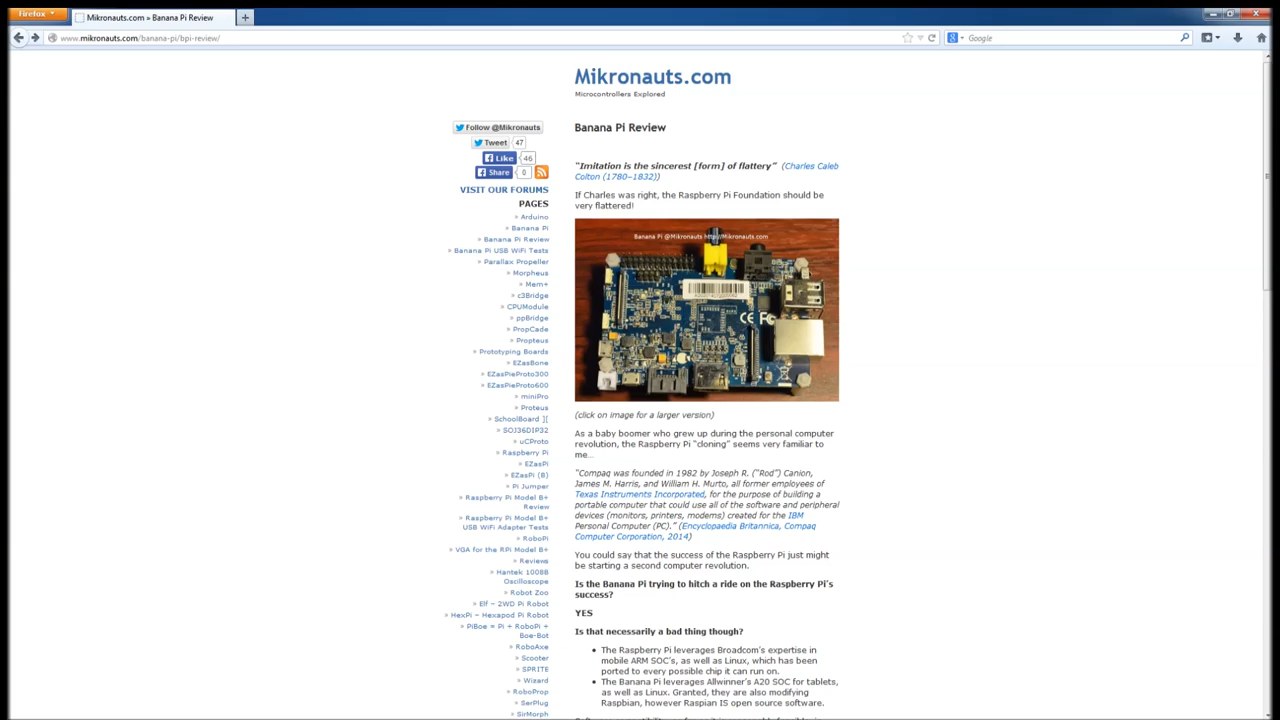 Firefox
Mikronauts.com » Banana Pi Review
www.mikronauts.com/banana-pi/bpi-review/
Google
Mikronauts.com
Microcontrollers Explored
Follow @Mikronauts
Tweet 47
Like 46
Share 0
VISIT OUR FORUMS
PAGES
» Arduino
» Banana Pi
» Banana Pi Review
» Banana Pi USB WiFi Tests
» Parallax Propeller
» Morpheus
» Mem+
» c3Bridge
» CPUModule
» ppBridge
» PropCade
» Propteus
» Prototyping Boards
» EZasBone
» EZasPieProto300
» EZasPieProto600
» miniPro
» Proteus
» SchoolBoard ][
» SOJ36DIP32
» uCProto
» Raspberry Pi
» EZasPi
» EZasPi (B)
» Pi Jumper
» Raspberry Pi Model B+
Review
» Raspberry Pi Model B+
USB WiFi Adapter Tests
» RoboPi
» VGA for the RPi Model B+
» Reviews
» Hantek 1008B
Oscilloscope
» Robot Zoo
» Elf – 2WD Pi Robot
» HexPi – Hexapod Pi Robot
» PiBoe = Pi + RoboPi +
Boe-Bot
» RoboAxe
» Scooter
» SPRITE
» Wizard
» RoboProp
» SerPlug
» SirMorph
Banana Pi Review
"Imitation is the sincerest [form] of flattery" (Charles Caleb
Colton (1780–1832))
If Charles was right, the Raspberry Pi Foundation should be
very flattered!
Banana Pi @Mikronauts http://Mikronauts.com
(click on image for a larger version)
As a baby boomer who grew up during the personal computer
revolution, the Raspberry Pi "cloning" seems very familiar to
me…
"Compaq was founded in 1982 by Joseph R. ("Rod") Canion,
James M. Harris, and William H. Murto, all former employees of
Texas Instruments Incorporated, for the purpose of building a
portable computer that could use all of the software and peripheral
devices (monitors, printers, modems) created for the IBM
Personal Computer (PC)." (Encyclopaedia Britannica, Compaq
Computer Corporation, 2014)
You could say that the success of the Raspberry Pi just might
be starting a second computer revolution.
Is the Banana Pi trying to hitch a ride on the Raspberry Pi's
success?
YES
Is that necessarily a bad thing though?
• The Raspberry Pi leverages Broadcom's expertise in
mobile ARM SOC's, as well as Linux, which has been
ported to every possible chip it can run on.
• The Banana Pi leverages Allwinner's A20 SOC for tablets,
as well as Linux. Granted, they are also modifying
Raspbian, however Raspian IS open source software.